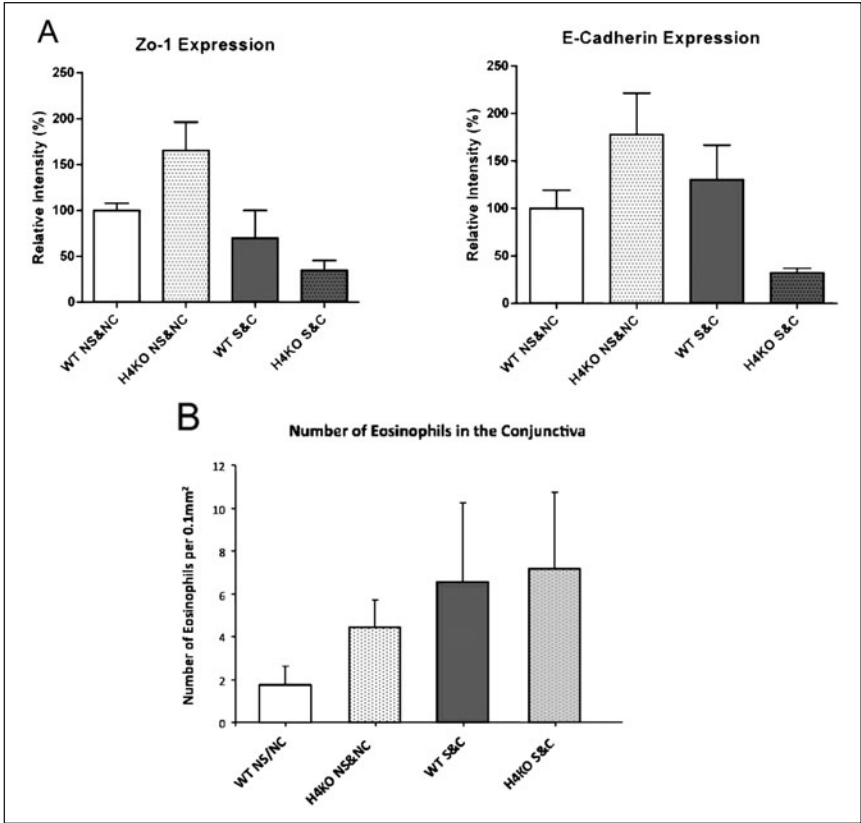 A
Zo-1 Expression
Relative Intensity (%)
250
200
150
100
50
0
WT NS&NC
H4KO NS&NC
WT S&C
H4KO S&C
E-Cadherin Expression
Relative Intensity (%)
250
200
150
100
50
0
WT NS&NC
H4KO NS&NC
WT S&C
H4KO S&C
B
Number of Eosinophils in the Conjunctiva
Number of Eosinophils per 0.1mm²
12
10
8
6
4
2
0
WT NS/NC
H4KO NS&NC
WT S&C
H4KO S&C